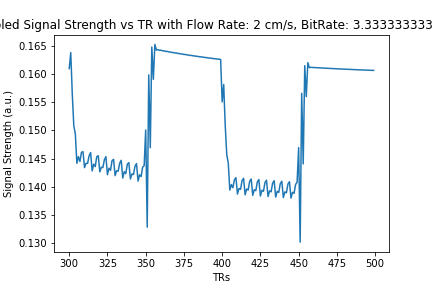 led Signal Strength vs TR with Flow Rate: 2 cm/s, BitRate: 3.333333333
0.165
0.160
0.155
0.150
0.145
0.140
0.135
0.130
Signal Strength (a.u.)
300 325 350 375 400 425 450 475 500
TRs